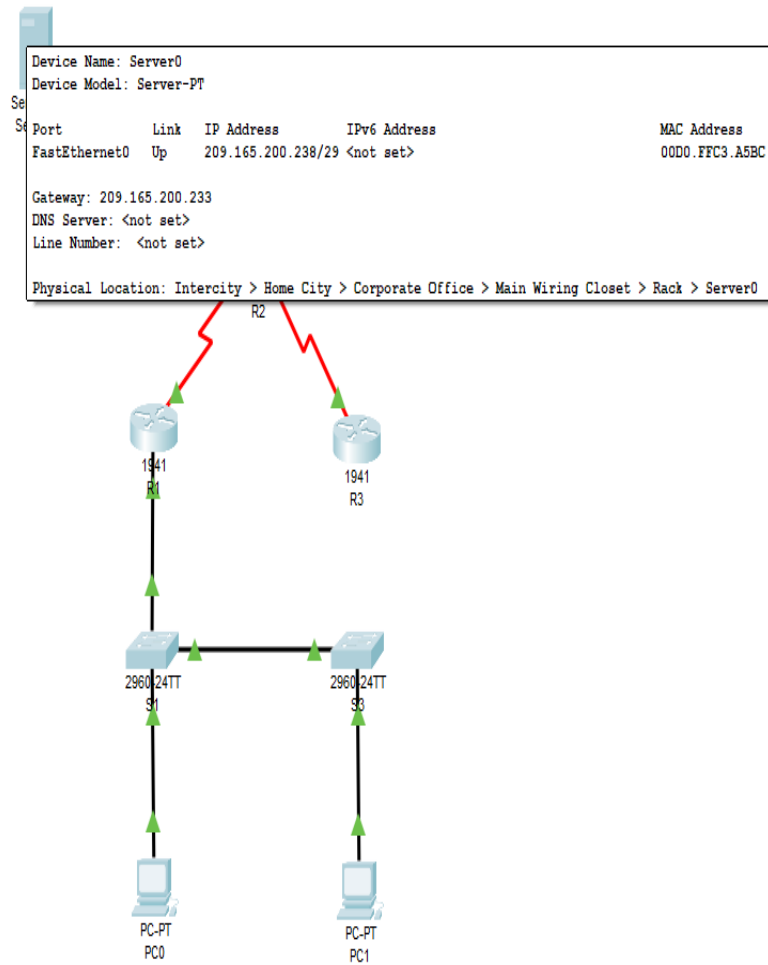 Device Name: Server0
Device Model: Server-PT
Port Link IP Address IPv6 Address MAC Address
FastEthernet0 Up 209.165.200.238/29 <not set> 00D0.FFC3.A5BC
Gateway: 209.165.200.233
DNS Server: <not set>
Line Number: <not set>
Physical Location: Intercity > Home City > Corporate Office > Main Wiring Closet > Rack > Server0
R2
1941
R1
1941
R3
2960-24TT
S1
2960-24TT
S3
PC-PT
PC0
PC-PT
PC1